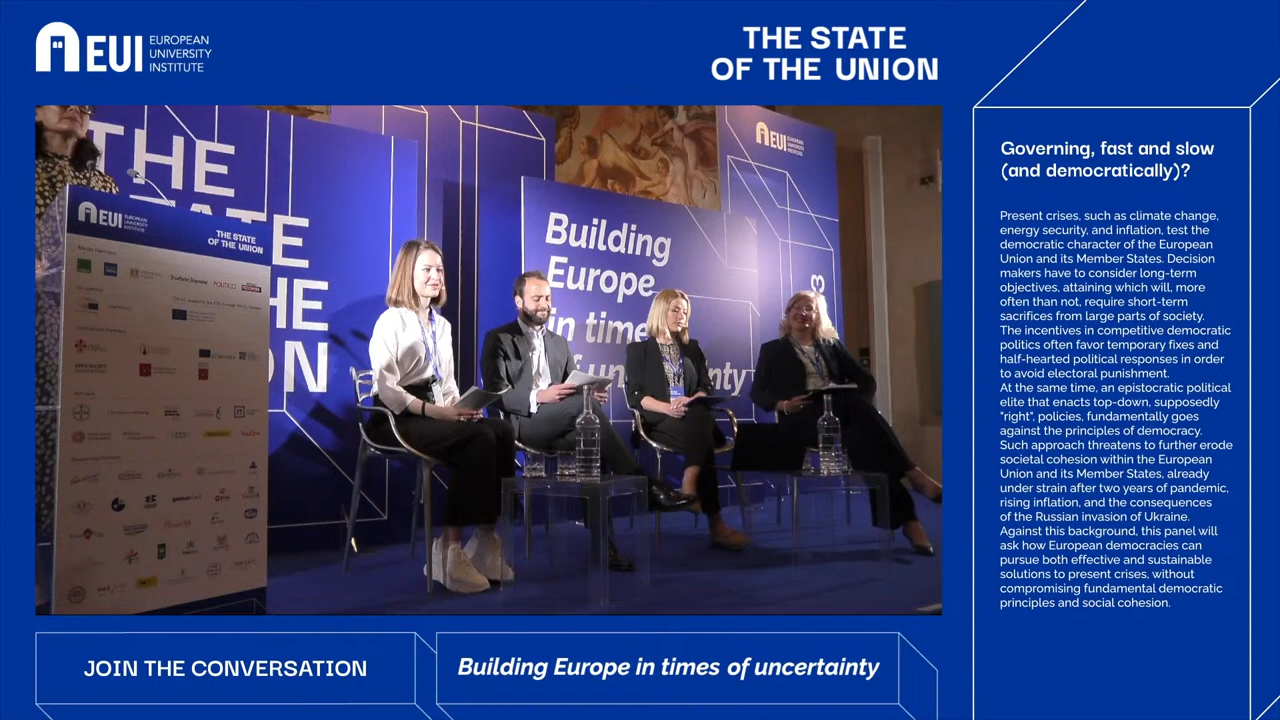 EUI
EUROPEAN
UNIVERSITY
INSTITUTE
THE STATE
OF THE UNION
THE
EUI
EUROPEAN
UNIVERSITY
INSTITUTE
THE STATE
OF THE UNION
POLITICO
EUI
Building
Europe
in time
of un
nty
3
Governing, fast and slow
(and democratically)?
Present crises, such as climate change,
energy security, and inflation, test the
democratic character of the European
Union and its Member States. Decision
makers have to consider long-term
objectives, attaining which will, more
often than not, require short-term
sacrifices from large parts of society.
The incentives in competitive democratic
politics often favor temporary fixes and
half-hearted political responses in order
to avoid electoral punishment.
At the same time, an epistocratic political
elite that enacts top-down, supposedly
"right", policies, fundamentally goes
against the principles of democracy.
Such approach threatens to further erode
societal cohesion within the European
Union and its Member States, already
under strain after two years of pandemic,
rising inflation, and the consequences
of the Russian invasion of Ukraine.
Against this background, this panel will
ask how European democracies can
pursue both effective and sustainable
solutions to present crises, without
compromising fundamental democratic
principles and social cohesion.
JOIN THE CONVERSATION
Building Europe in times of uncertainty